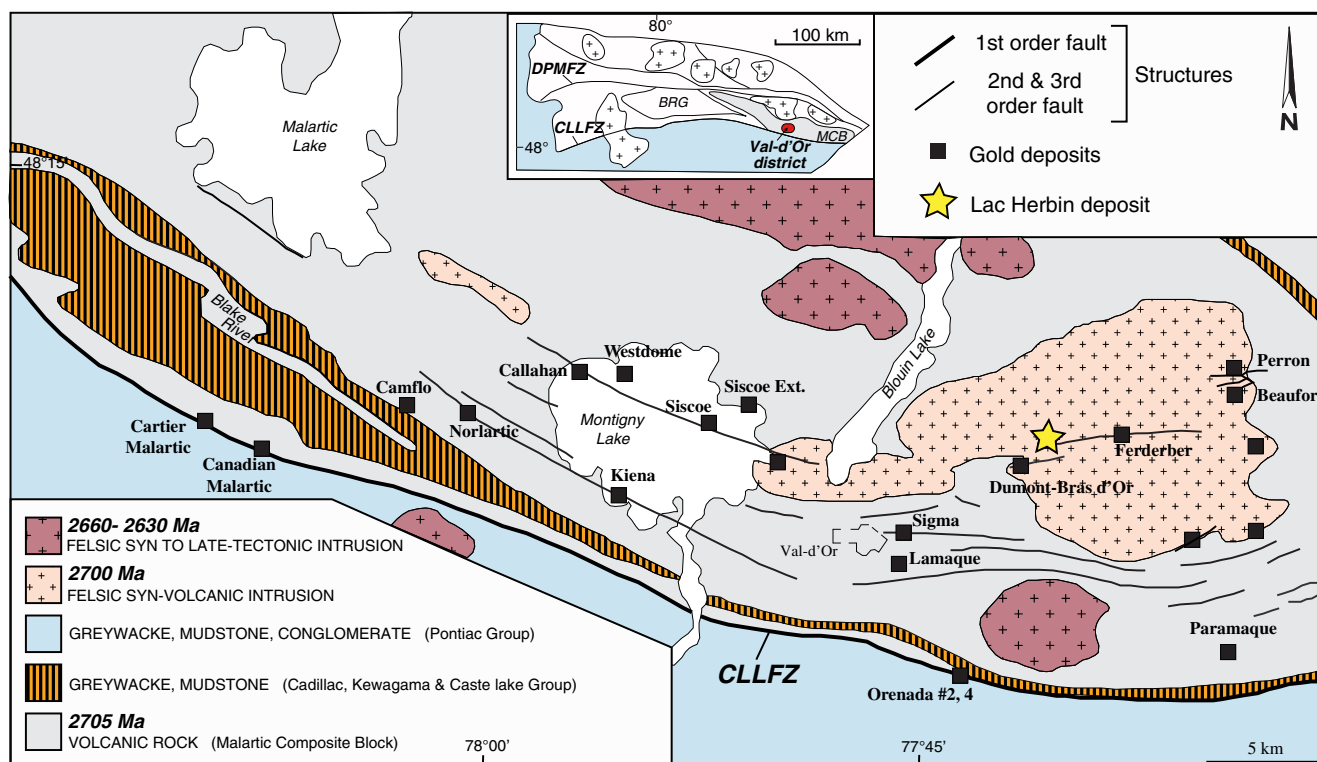 80°
100 km
DPMFZ
BRG
CLLFZ
MCB
48°
Val-d'Or
district
1st order fault
2nd & 3rd
order fault
Structures
N
Gold deposits
Lac Herbin deposit
Malartic
Lake
48°15'
Blake
River
Blouin Lake
Westdome
Callahan
Siscoe Ext.
Siscoe
Camflo
Norlartic
Montigny
Lake
Kiena
Cartier
Malartic
Canadian
Malartic
Perron
Beaufor
Ferderber
Dumont-Bras d'Or
Sigma
Val-d'Or
Lamaque
Paramaque
CLLFZ
Orenada #2, 4
2660- 2630 Ma
FELSIC SYN TO LATE-TECTONIC INTRUSION
2700 Ma
FELSIC SYN-VOLCANIC INTRUSION
GREYWACKE, MUDSTONE, CONGLOMERATE (Pontiac Group)
GREYWACKE, MUDSTONE (Cadillac, Kewagama & Caste lake Group)
2705 Ma
VOLCANIC ROCK (Malartic Composite Block)
78°00'
77°45'
5 km